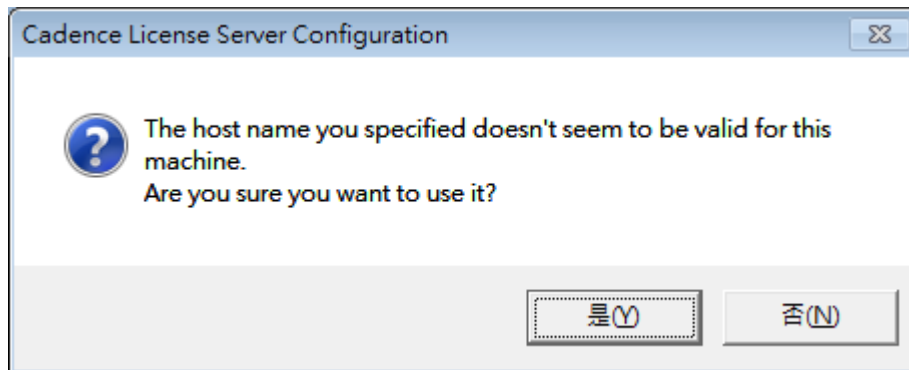 Cadence License Server Configuration
The host name you specified doesn't seem to be valid for this
machine.
Are you sure you want to use it?
是(Y)
否(N)